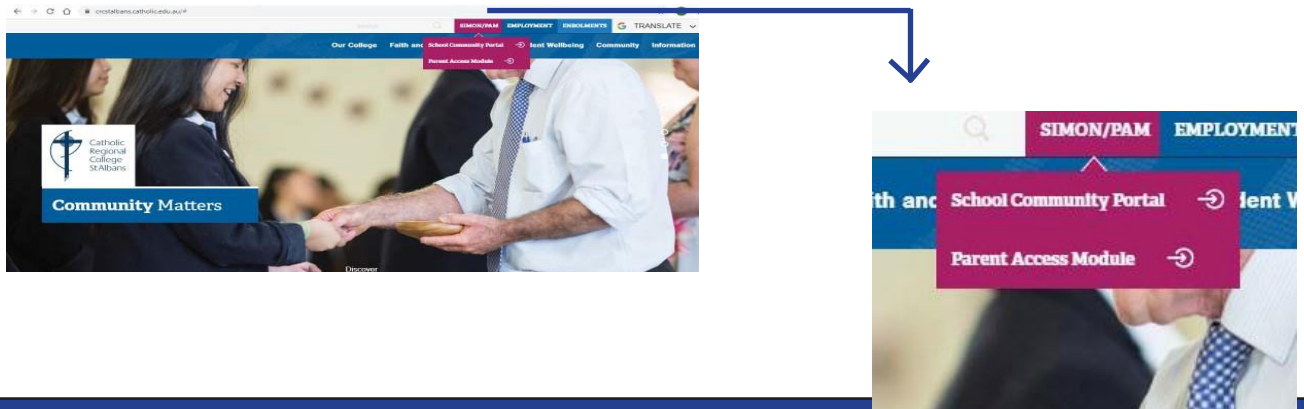 crcstalbans.catholic.edu.au/#
SIMON/PAM EMPLOYMENT ENROLMENTS G TRANSLATE
Our College Faith and School Community Portal dent Wellbeing Community Information
Parent Access Module
Catholic
Regional
College
St Albans
Community Matters
Discover
SIMON/PAM EMPLOYMENT
ith and School Community Portal dent W
Parent Access Module